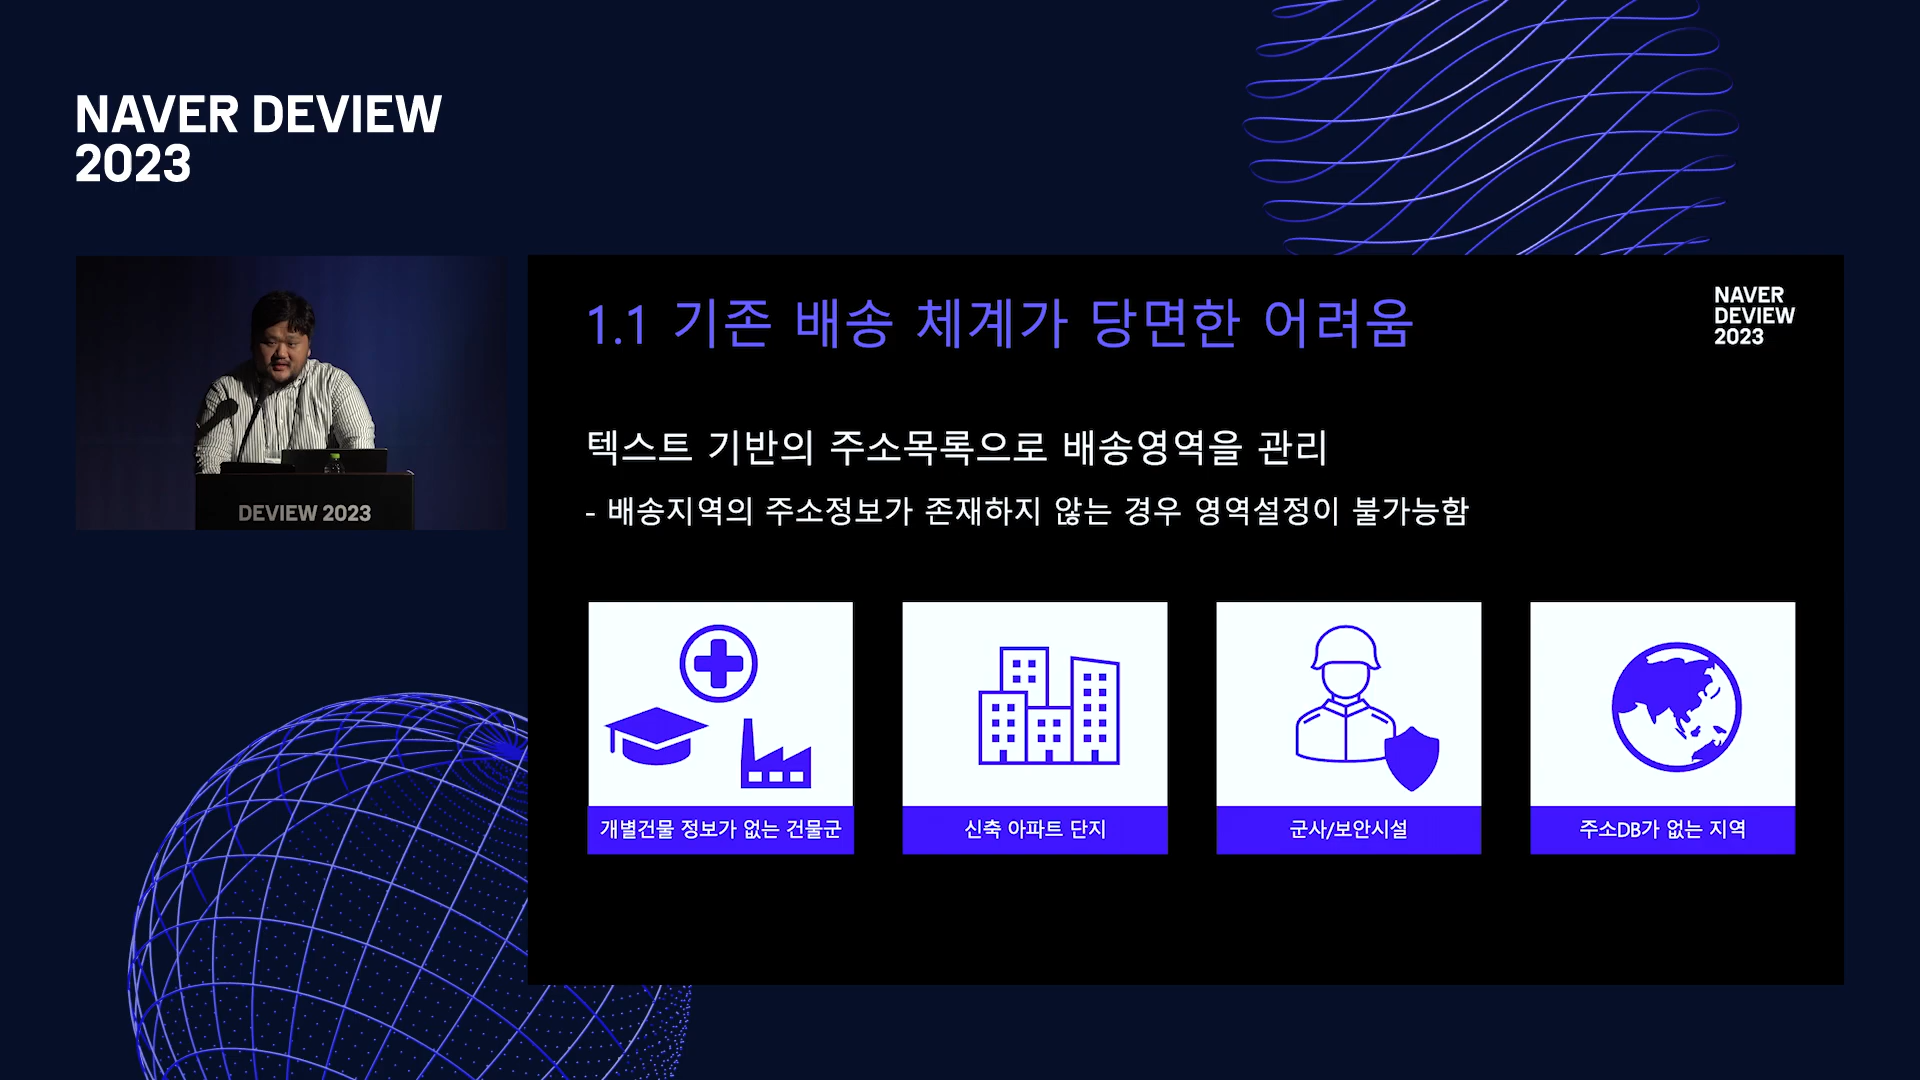 NAVER DEVIEW
2023
DEVIEW 2023
1.1 기존 배송 체계가 당면한 어려움
NAVER
DEVIEW
2023
텍스트 기반의 주소목록으로 배송영역을 관리
- 배송지역의 주소정보가 존재하지 않는 경우 영역설정이 불가능함
개별건물 정보가 없는 건물군
신축 아파트 단지
군사/보안시설
주소DB가 없는 지역